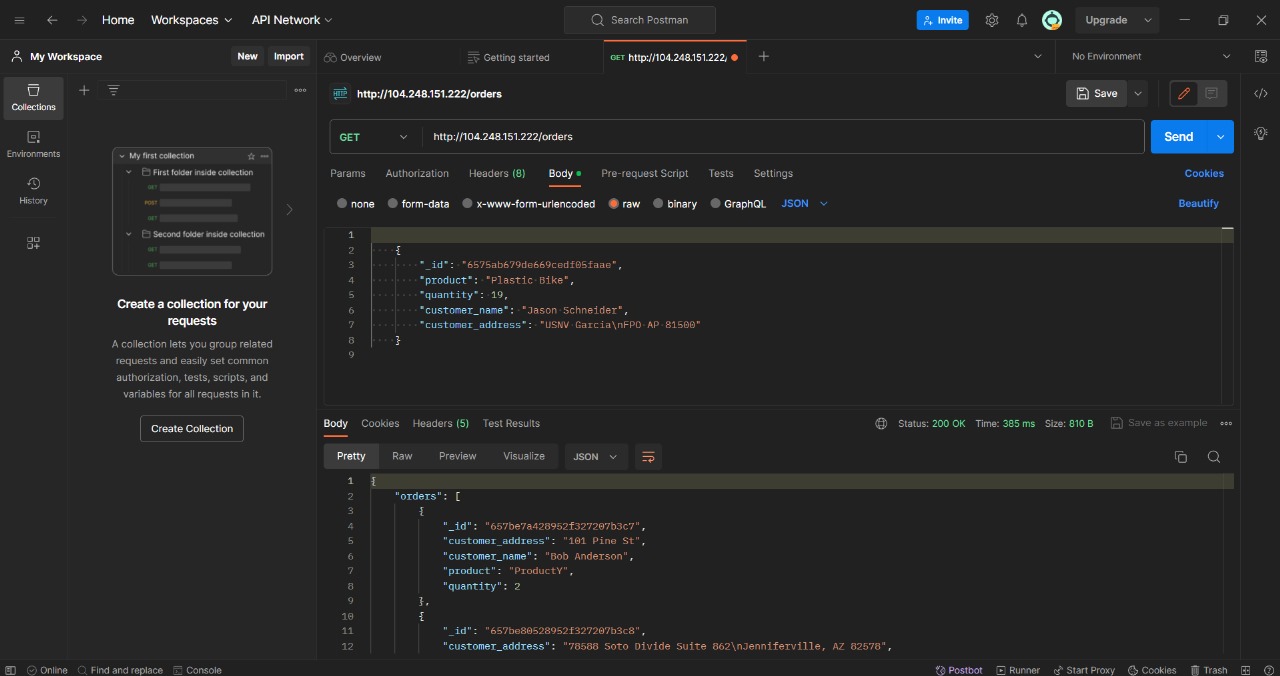 Home Workspaces API Network Search Postman Invite Upgrade
My Workspace New Import Overview Getting started GET http://104.248.151.222/ No Environment
Collections
Environments
History
My first collection
First folder inside collection
GET
POST
GET
Second folder inside collection
GET
GET
Create a collection for your
requests
A collection lets you group related
requests and easily set common
authorization, tests, scripts, and
variables for all requests in it.
Create Collection
HTTP http://104.248.151.222/orders Save
GET http://104.248.151.222/orders Send
Params Authorization Headers (8) Body Pre-request Script Tests Settings Cookies
none form-data x-www-form-urlencoded raw binary GraphQL JSON Beautify
1
2 {
3 "_id": "6575ab679de669cedf05faae",
4 "product": "Plastic Bike",
5 "quantity": 19,
6 "customer_name": "Jason Schneider",
7 "customer_address": "USNV Garcia\nFPO AP 81500"
8 }
9
Body Cookies Headers (5) Test Results Status: 200 OK Time: 385 ms Size: 810 B Save as example
Pretty Raw Preview Visualize JSON
1 {
2 "orders": [
3 {
4 "_id": "657be7a428952f327207b3c7",
5 "customer_address": "101 Pine St",
6 "customer_name": "Bob Anderson",
7 "product": "ProductY",
8 "quantity": 2
9 },
10 {
11 "_id": "657be80528952f327207b3c8",
12 "customer_address": "78588 Soto Divide Suite 862\nJenniferville, AZ 82578",
Online Find and replace Console Postbot Runner Start Proxy Cookies Trash